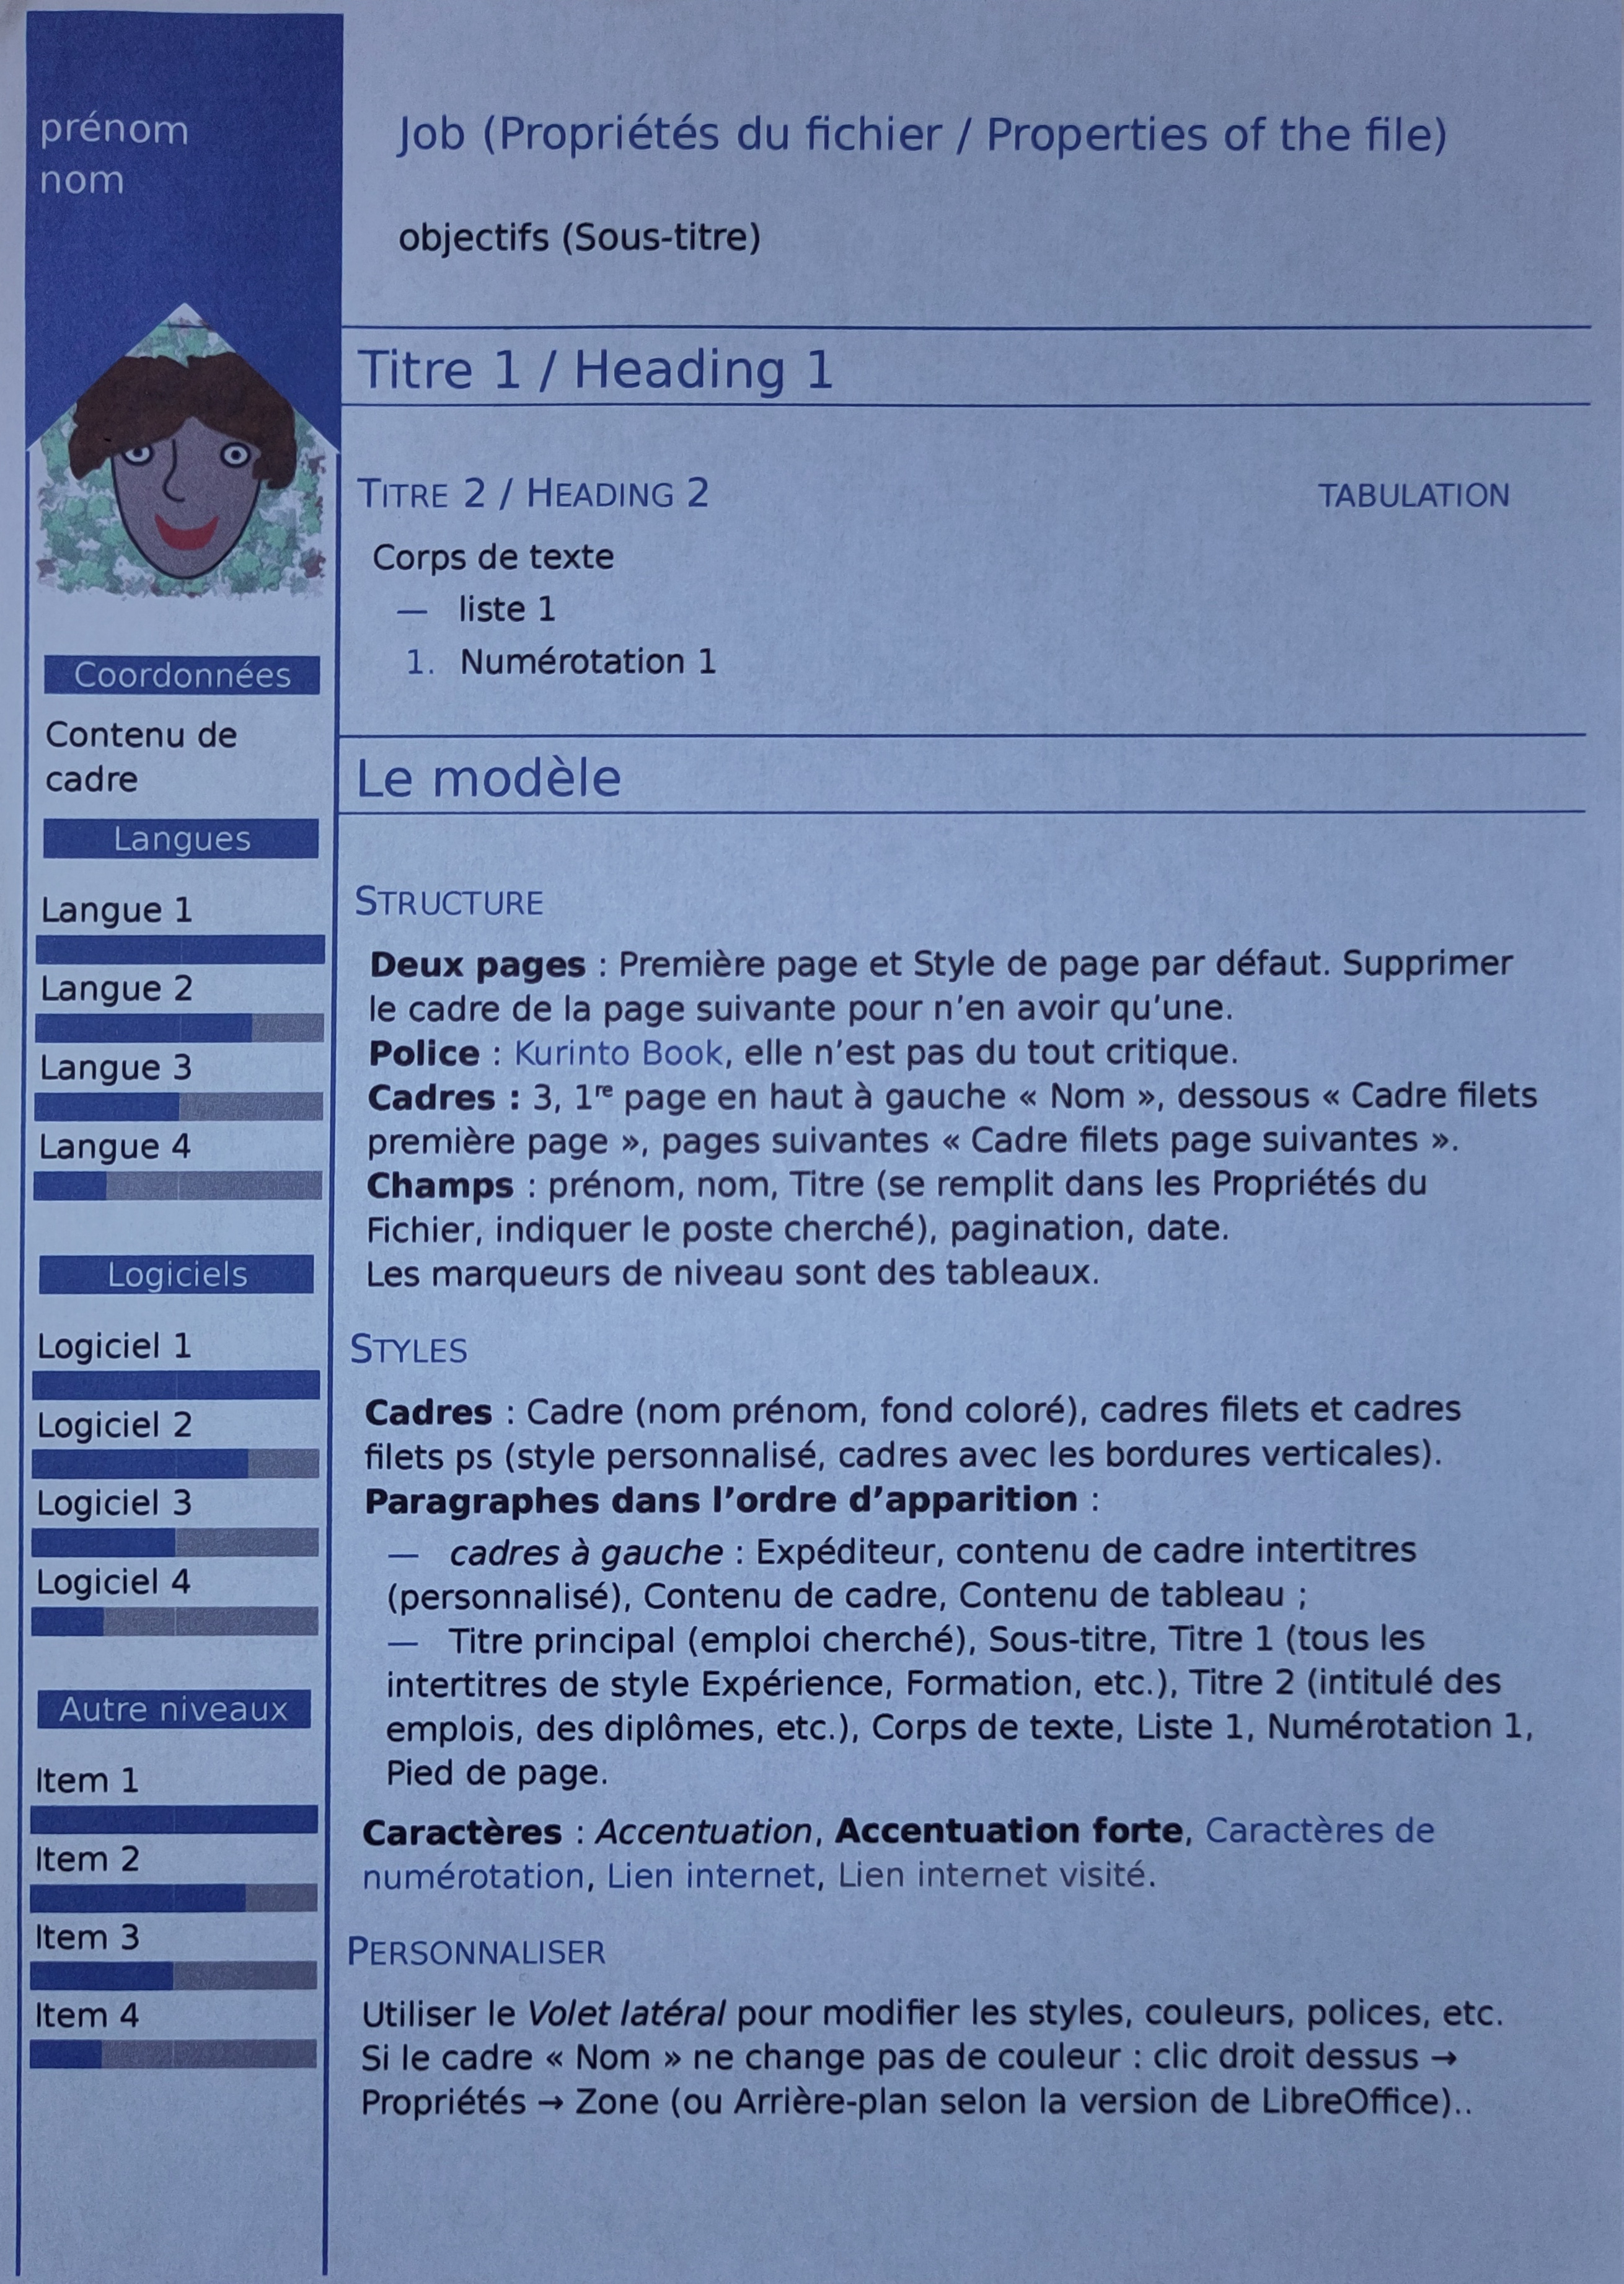 prénom
nom
Job (Propriétés du fichier / Properties of the file)
objectifs (Sous-titre)
Coordonnées
Contenu de
cadre
Langues
Langue 1
Langue 2
Langue 3
Langue 4
Logiciels
Logiciel 1
Logiciel 2
Logiciel 3
Logiciel 4
Autre niveaux
Item 1
Item 2
Item 3
Item 4
Titre 1 / Heading 1
TITRE 2 / HEADING 2 TABULATION
Corps de texte
— liste 1
1. Numérotation 1
Le modèle
STRUCTURE
Deux pages : Première page et Style de page par défaut. Supprimer
le cadre de la page suivante pour n’en avoir qu’une.
Police : Kurinto Book, elle n’est pas du tout critique.
Cadres : 3, 1re page en haut à gauche « Nom », dessous « Cadre filets
première page », pages suivantes « Cadre filets page suivantes ».
Champs : prénom, nom, Titre (se remplit dans les Propriétés du
Fichier, indiquer le poste cherché), pagination, date.
Les marqueurs de niveau sont des tableaux.
STYLES
Cadres : Cadre (nom prénom, fond coloré), cadres filets et cadres
filets ps (style personnalisé, cadres avec les bordures verticales).
Paragraphes dans l’ordre d’apparition :
— cadres à gauche : Expéditeur, contenu de cadre intertitres
(personnalisé), Contenu de cadre, Contenu de tableau ;
— Titre principal (emploi cherché), Sous-titre, Titre 1 (tous les
intertitres de style Expérience, Formation, etc.), Titre 2 (intitulé des
emplois, des diplômes, etc.), Corps de texte, Liste 1, Numérotation 1,
Pied de page.
Caractères : Accentuation, Accentuation forte, Caractères de
numérotation, Lien internet, Lien internet visité.
PERSONNALISER
Utiliser le Volet latéral pour modifier les styles, couleurs, polices, etc.
Si le cadre « Nom » ne change pas de couleur : clic droit dessus →
Propriétés → Zone (ou Arrière-plan selon la version de LibreOffice)..